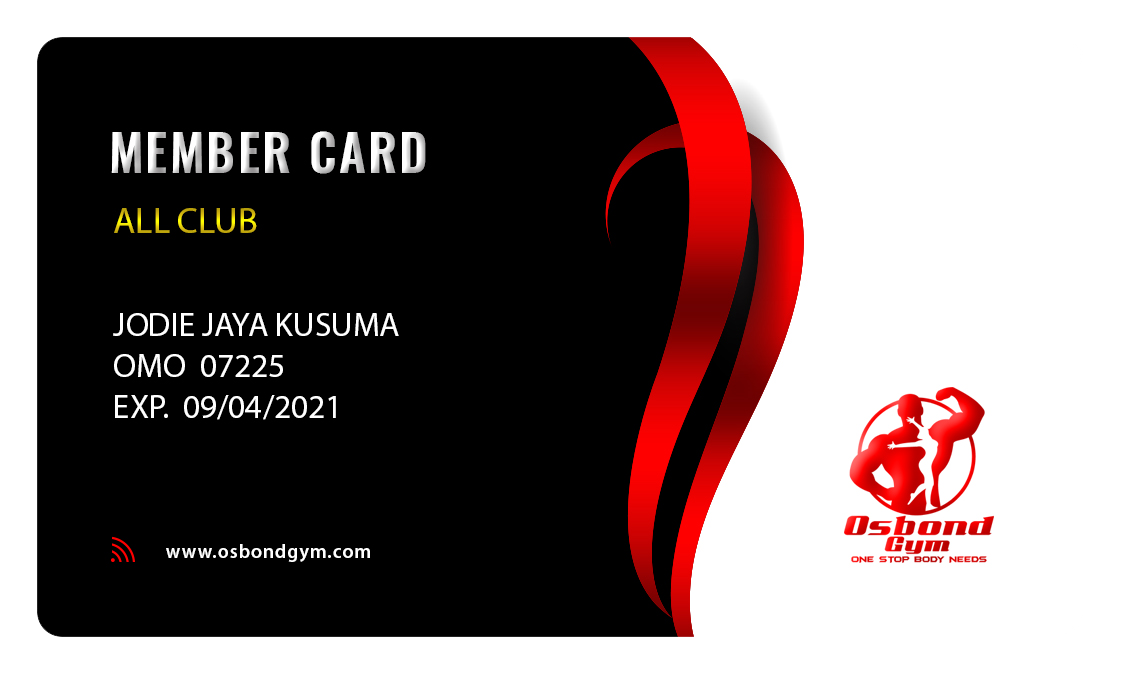 MEMBER CARD
ALL CLUB
JODIE JAYA KUSUMA
OMO 07225
EXP. 09/04/2021
www.osbondgym.com
Osbond
Gym
ONE STOP BODY NEEDS